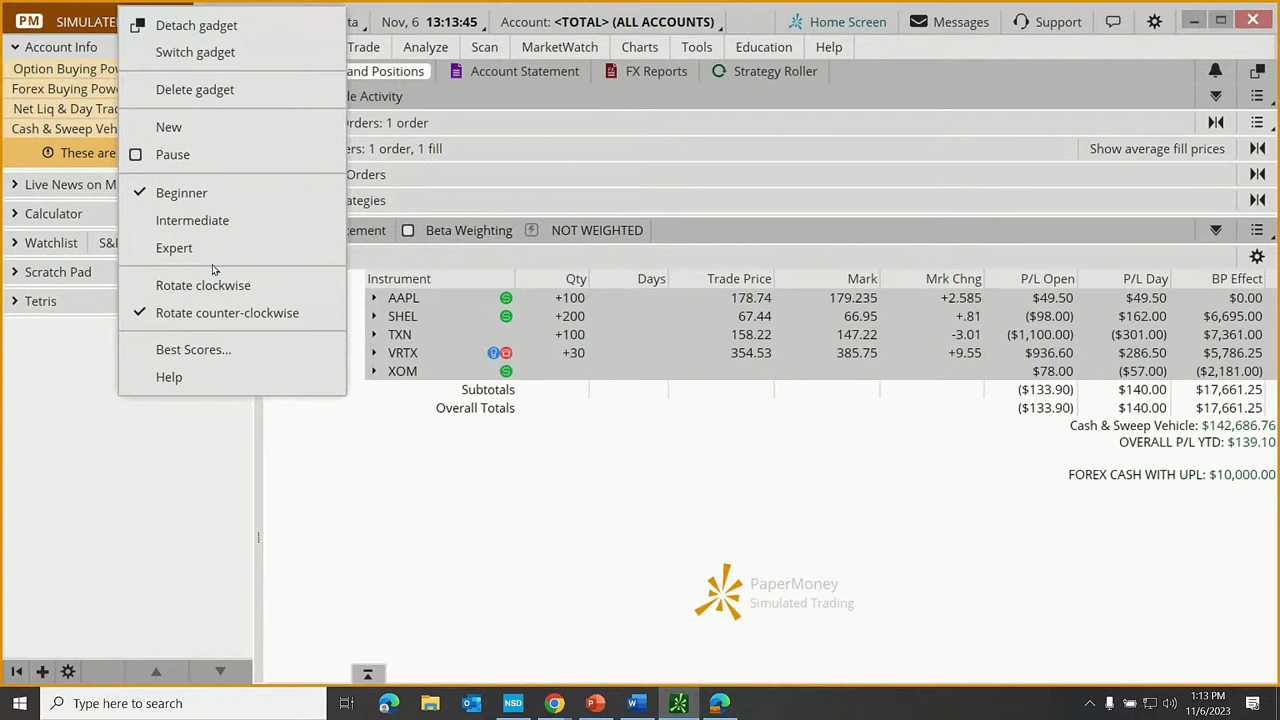 PM SIMULATE
ta Nov, 6 13:13:45 Account: <TOTAL> (ALL ACCOUNTS) Home Screen Messages Support
Account Info
Option Buying Pow
Forex Buying Powe
Net Liq & Day Trad
Cash & Sweep Vehi
These are
Live News on M
Calculator
Watchlist S&
Scratch Pad
Tetris
Detach gadget
Switch gadget
Delete gadget
New
Pause
Beginner
Intermediate
Expert
Rotate clockwise
Rotate counter-clockwise
Best Scores...
Help
Trade Analyze Scan MarketWatch Charts Tools Education Help
and Positions Account Statement FX Reports Strategy Roller
de Activity
Orders: 1 order
rs: 1 order, 1 fill Show average fill prices
Orders
ategies
tement Beta Weighting NOT WEIGHTED
Instrument Qty Days Trade Price Mark Mrk Chng P/L Open P/L Day BP Effect
AAPL +100 178.74 179.235 +2.585 $49.50 $49.50 $0.00
SHEL +200 67.44 66.95 +.81 ($98.00) $162.00 $6,695.00
TXN +100 158.22 147.22 -3.01 ($1,100.00) ($301.00) $7,361.00
VRTX +30 354.53 385.75 +9.55 $936.60 $286.50 $5,786.25
XOM $78.00 ($57.00) ($2,181.00)
Subtotals ($133.90) $140.00 $17,661.25
Overall Totals ($133.90) $140.00 $17,661.25
Cash & Sweep Vehicle: $142,686.76
OVERALL P/L YTD: $139.10
FOREX CASH WITH UPL: $10,000.00
PaperMoney
Simulated Trading
Type here to search
NSD
1:13 PM
11/6/2023